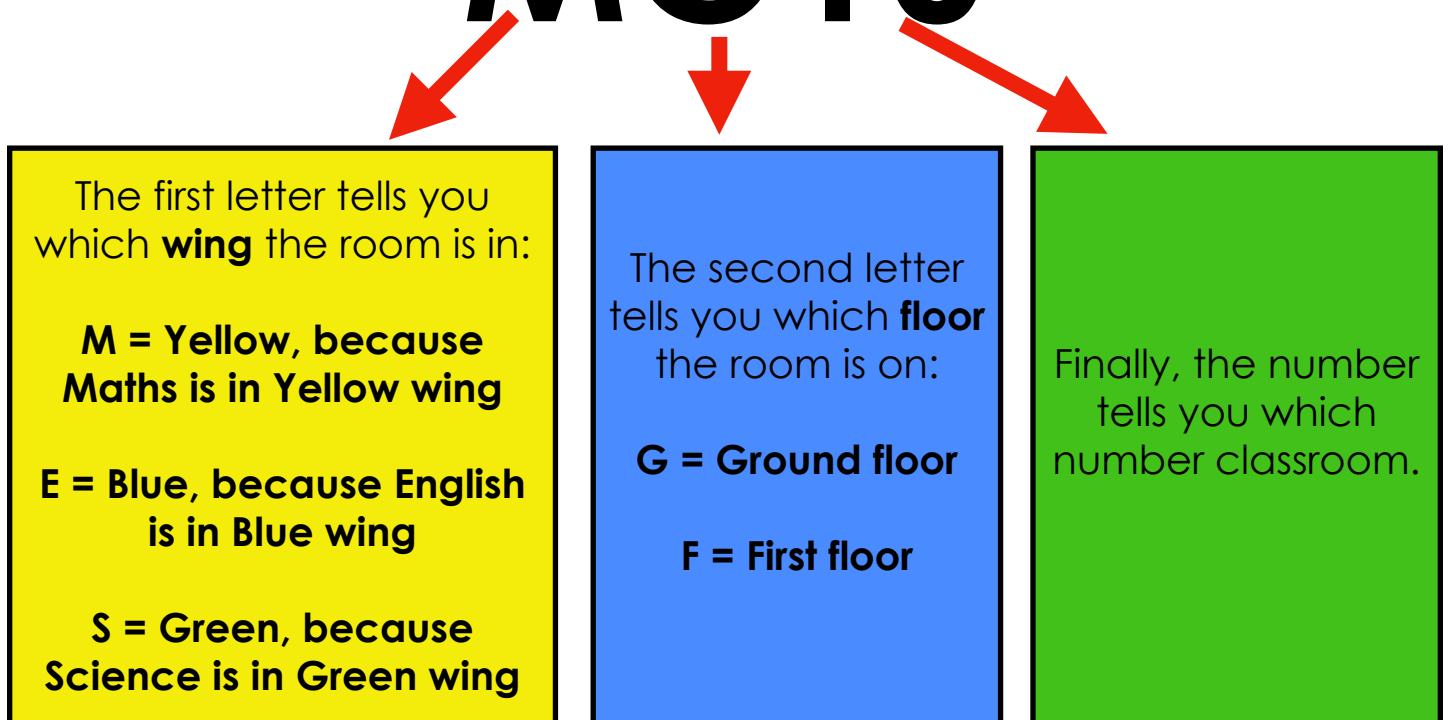 The first letter tells you
which wing the room is in:
M = Yellow, because
Maths is in Yellow wing
E = Blue, because English
is in Blue wing
S = Green, because
Science is in Green wing
The second letter
tells you which floor
the room is on:
G = Ground floor
F = First floor
Finally, the number
tells you which
number classroom.